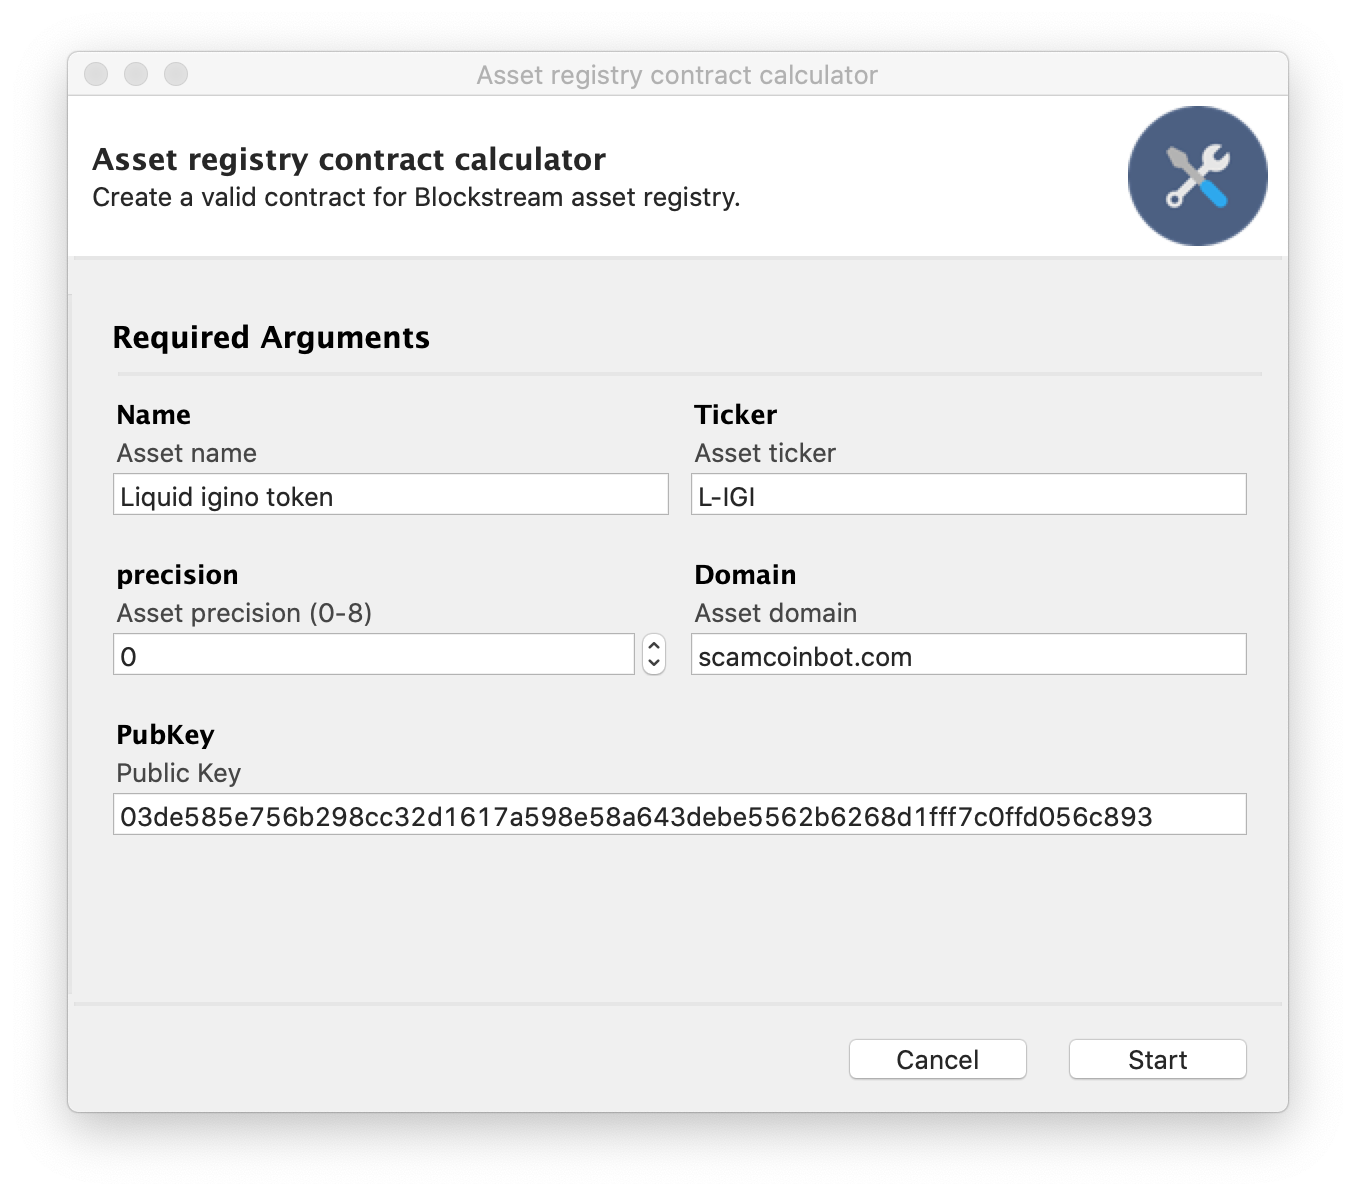 Asset registry contract calculator
Asset registry contract calculator
Create a valid contract for Blockstream asset registry.
Required Arguments
Name
Asset name
Liquid igino token
Ticker
Asset ticker
L-IGI
precision
Asset precision (0-8)
0
Domain
Asset domain
scamcoinbot.com
PubKey
Public Key
03de585e756b298cc32d1617a598e58a643debe5562b6268d1fff7c0ffd056c893
Cancel
Start